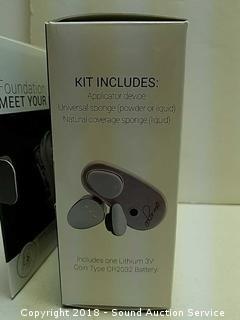 Foundation
MEET YOUR
KIT INCLUDES:
Applicator device
Universal sponge (powder or liquid)
Natural coverage sponge (liquid)
Includes one Lithium 3V
Coin Type CR2032 Battery.
Copyright 2018 - Sound Auction Service